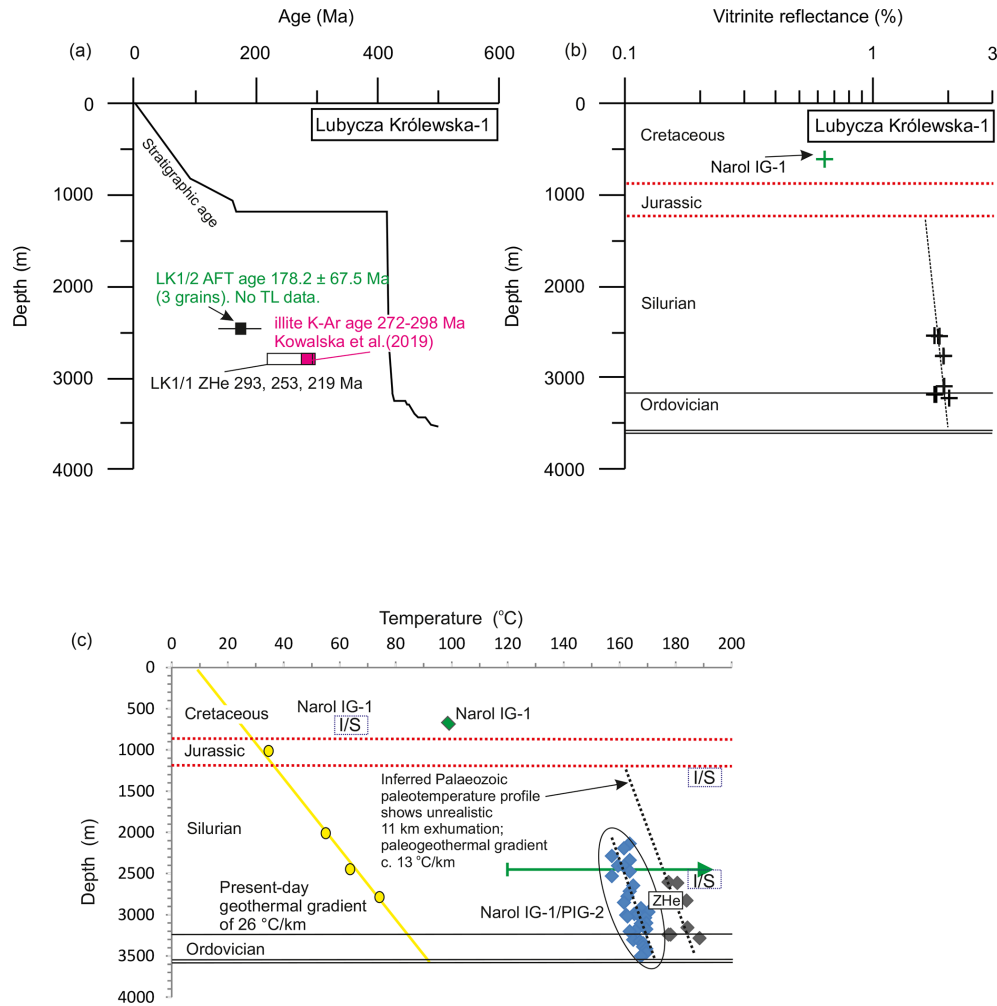 Age (Ma)
(a)
0
200
400
600
0
1000
2000
3000
4000
Depth (m)
Lubycza Królewska-1
Stratigraphic age
LK1/2 AFT age 178.2 ± 67.5 Ma
(3 grains). No TL data.
illite K-Ar age 272-298 Ma
Kowalska et al.(2019)
LK1/1 ZHe 293, 253, 219 Ma
Vitrinite reflectance (%)
(b)
0.1
1
3
0
1000
2000
3000
4000
Depth (m)
Cretaceous
Lubycza Królewska-1
Narol IG-1
Jurassic
Silurian
Ordovician
Temperature (°C)
(c)
0
20
40
60
80
100
120
140
160
180
200
0
500
1000
1500
2000
2500
3000
3500
4000
Depth (m)
Cretaceous
Narol IG-1
I/S
Narol IG-1
Jurassic
I/S
Inferred Palaeozoic
paleotemperature profile
shows unrealistic
11 km exhumation;
paleogeothermal gradient
c. 13 °C/km
Silurian
I/S
ZHe
Present-day
geothermal gradient
of 26 °C/km
Narol IG-1/PIG-2
Ordovician